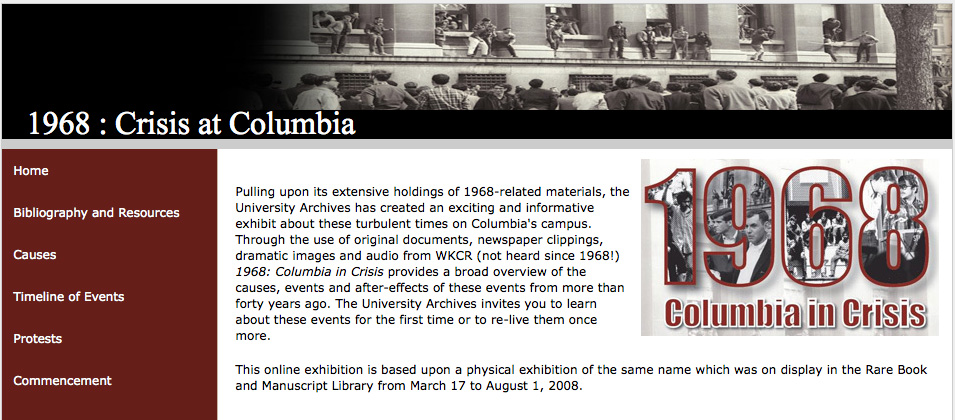 1968 : Crisis at Columbia
Home
Bibliography and Resources
Causes
Timeline of Events
Protests
Commencement
Pulling upon its extensive holdings of 1968-related materials, the
University Archives has created an exciting and informative
exhibit about these turbulent times on Columbia's campus.
Through the use of original documents, newspaper clippings,
dramatic images and audio from WKCR (not heard since 1968!)
1968: Columbia in Crisis provides a broad overview of the
causes, events and after-effects of these events from more than
forty years ago. The University Archives invites you to learn
about these events for the first time or to re-live them once
more.
1968
Columbia in Crisis
This online exhibition is based upon a physical exhibition of the same name which was on display in the Rare Book
and Manuscript Library from March 17 to August 1, 2008.